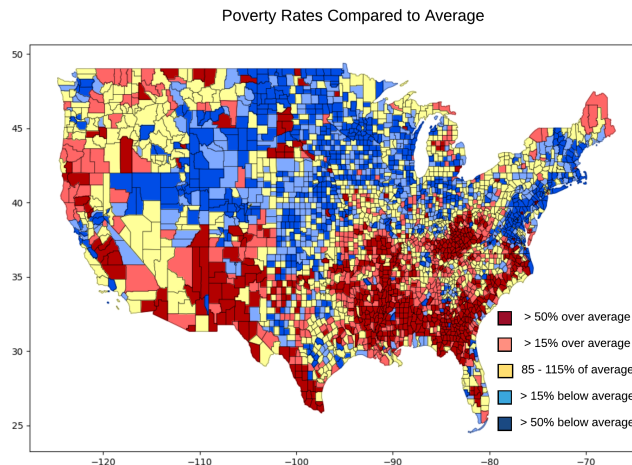 Poverty Rates Compared to Average
50
45
40
35
30
25
> 50% over average
> 15% over average
85 - 115% of average
> 15% below average
> 50% below average
−120
−110
−100
−90
−80
−70